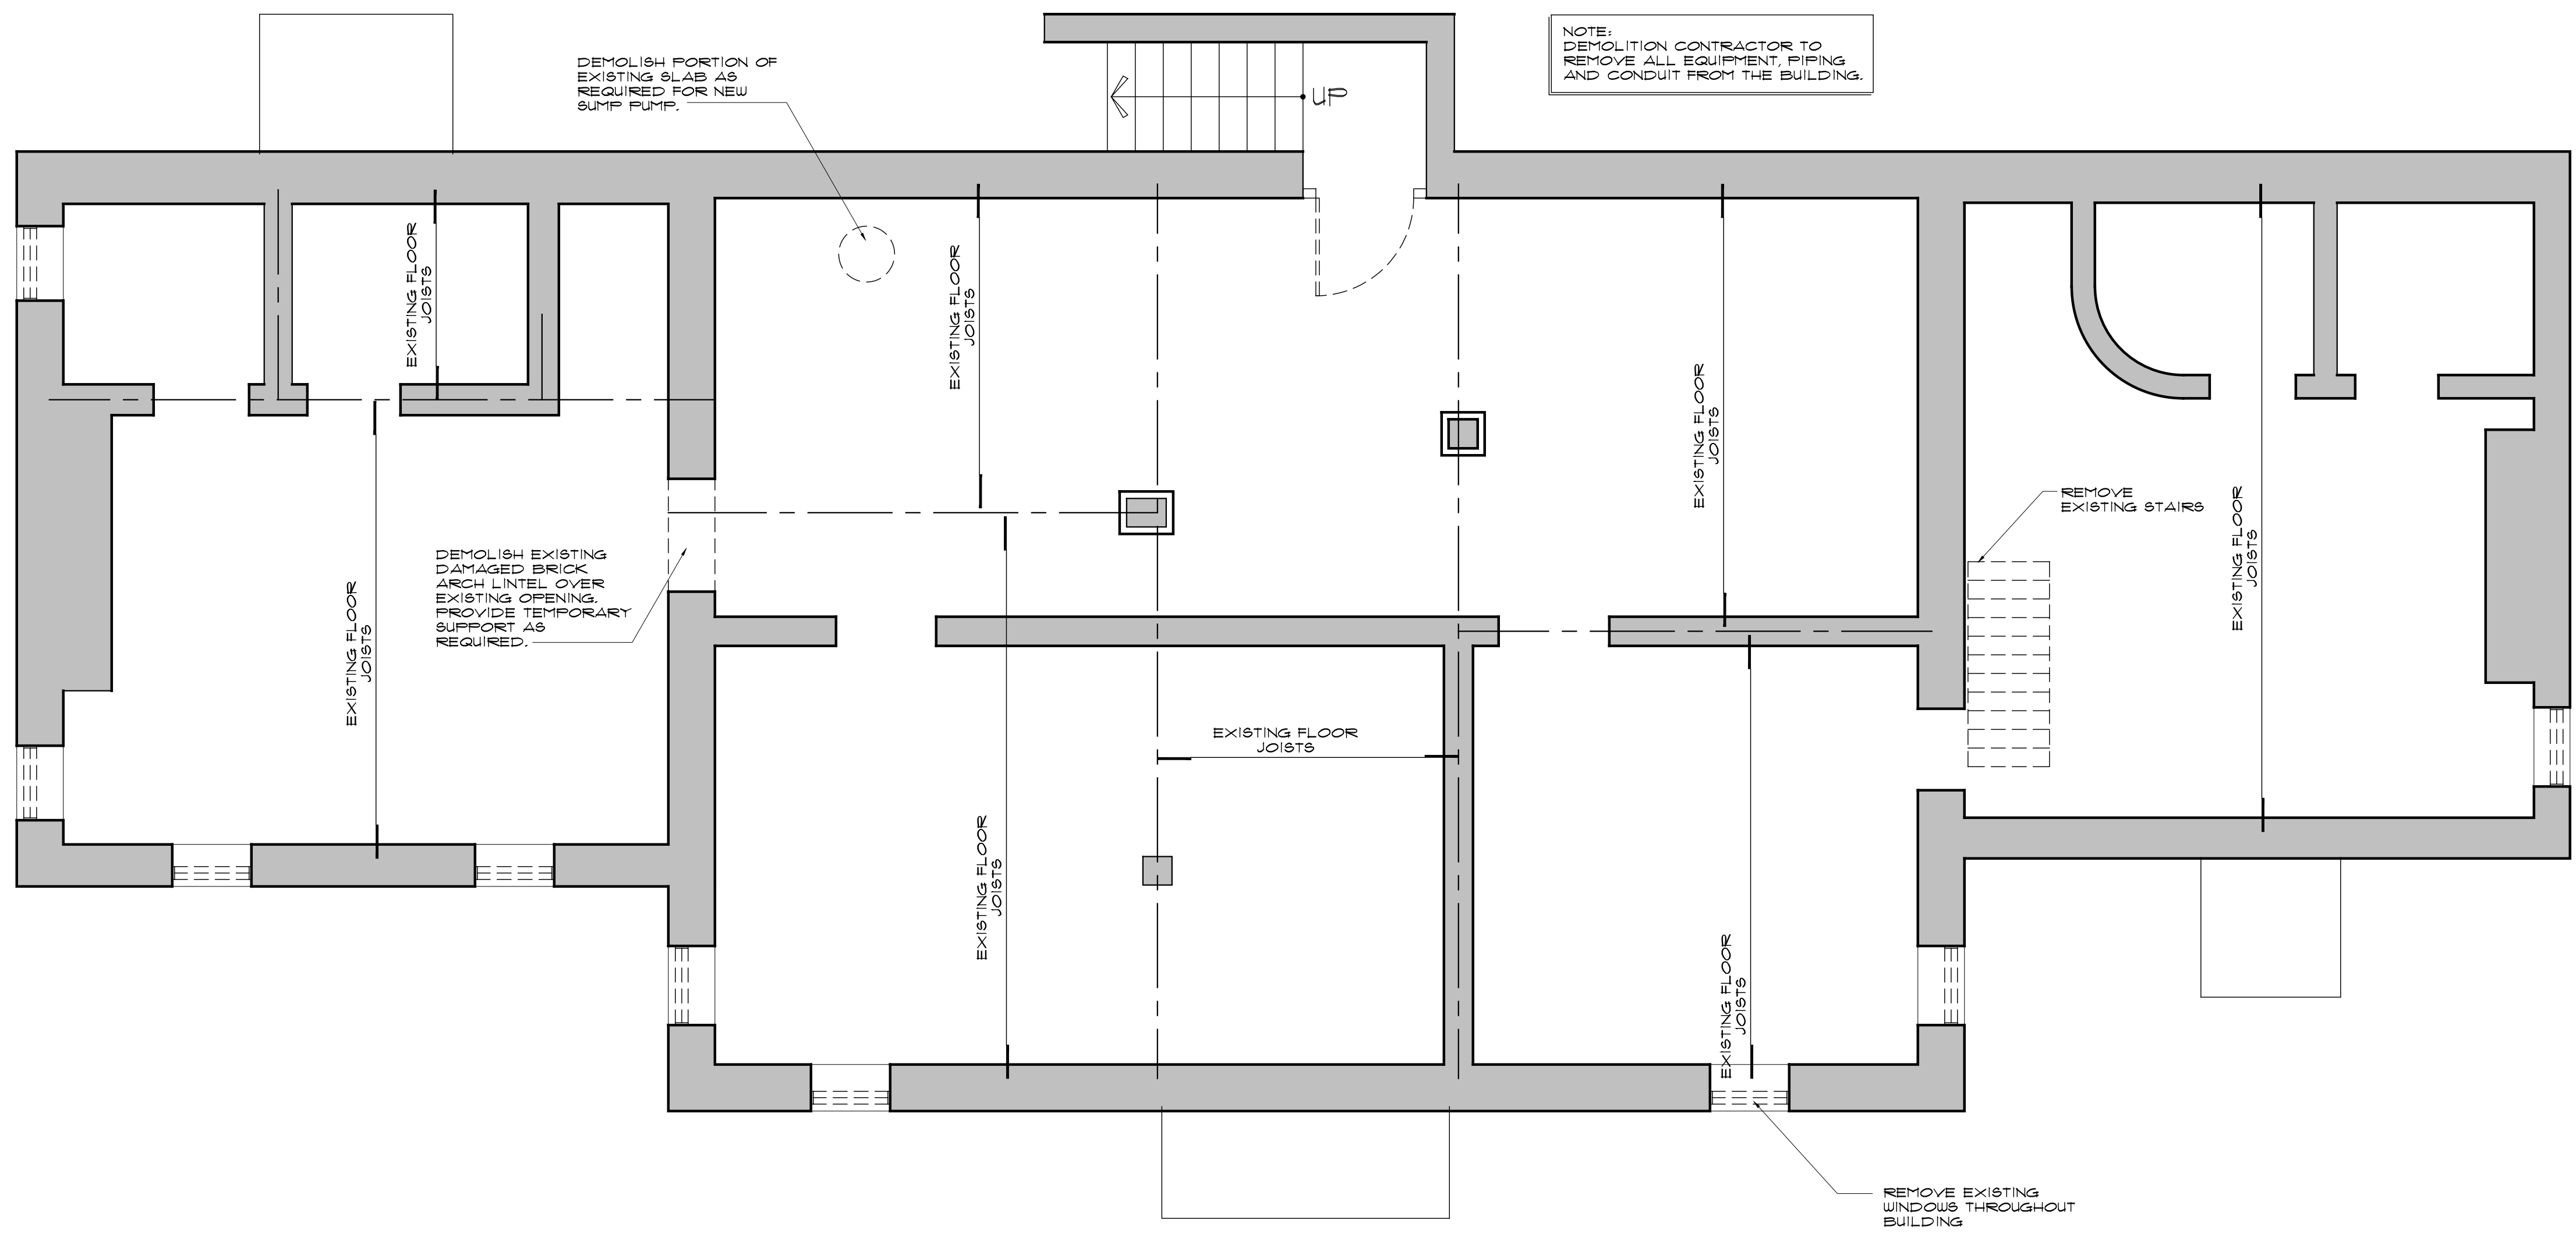 DEMOLISH PORTION OF
EXISTING SLAB AS
REQUIRED FOR NEW
SUMP PUMP.
UP
NOTE:
DEMOLITION CONTRACTOR TO
REMOVE ALL EQUIPMENT, PIPING
AND CONDUIT FROM THE BUILDING.
EXISTING FLOOR
JOISTS
EXISTING FLOOR
JOISTS
EXISTING FLOOR
JOISTS
REMOVE
EXISTING STAIRS
EXISTING FLOOR
JOISTS
DEMOLISH EXISTING
DAMAGED BRICK
ARCH LINTEL OVER
EXISTING OPENING.
PROVIDE TEMPORARY
SUPPORT AS
REQUIRED.
EXISTING FLOOR
JOISTS
EXISTING FLOOR
JOISTS
EXISTING FLOOR
JOISTS
EXISTING FLOOR
JOISTS
REMOVE EXISTING
WINDOWS THROUGHOUT
BUILDING